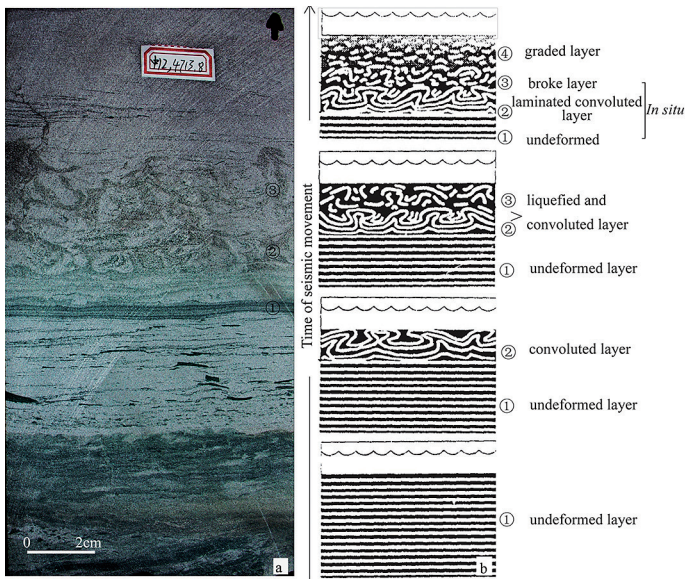 412,4713.8
③
②
①
0 2cm
a
Time of seismic movement
④ graded layer
③ broke layer
② laminated convoluted
layer
① undeformed
In situ
③ liquefied and
② convoluted layer
① undeformed layer
② convoluted layer
① undeformed layer
① undeformed layer
b